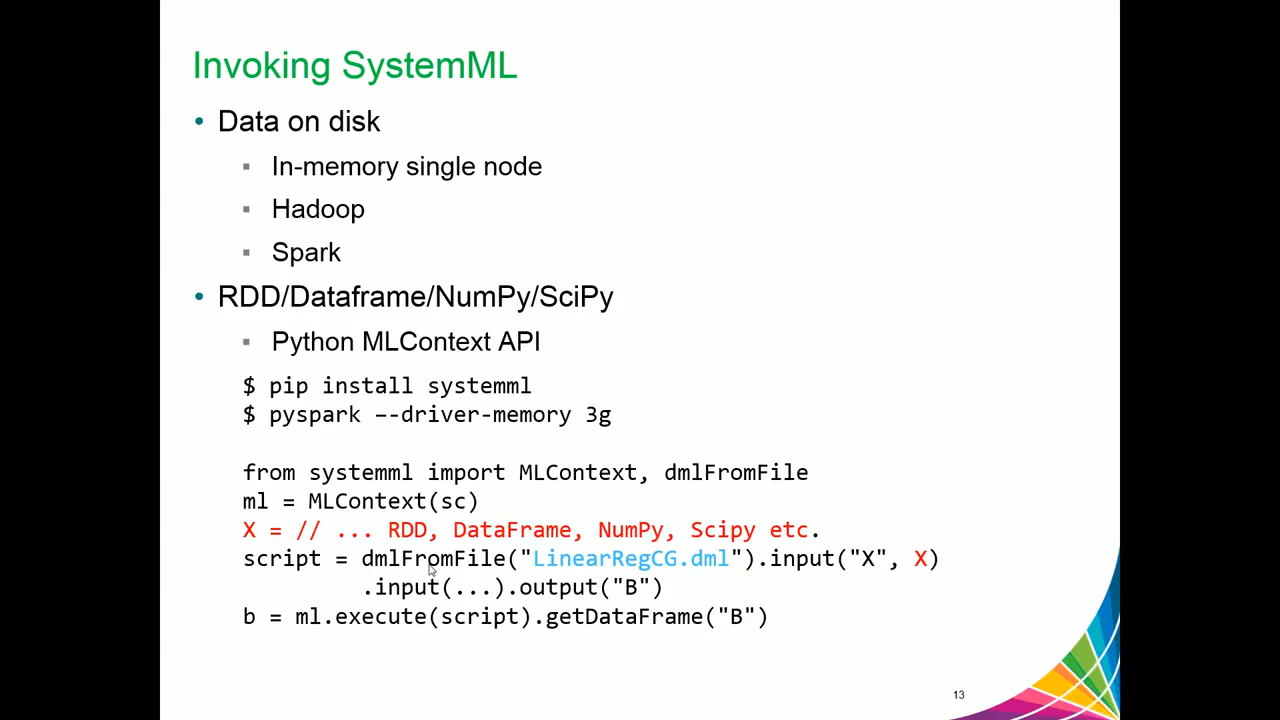 Invoking SystemML
• Data on disk
▪ In-memory single node
▪ Hadoop
▪ Spark
• RDD/Dataframe/NumPy/SciPy
▪ Python MLContext API
$ pip install systemml
$ pyspark –-driver-memory 3g
from systemml import MLContext, dmlFromFile
ml = MLContext(sc)
X = // ... RDD, DataFrame, NumPy, Scipy etc.
script = dmlFromFile("LinearRegCG.dml").input("X", X)
.input(...).output("B")
b = ml.execute(script).getDataFrame("B")
13